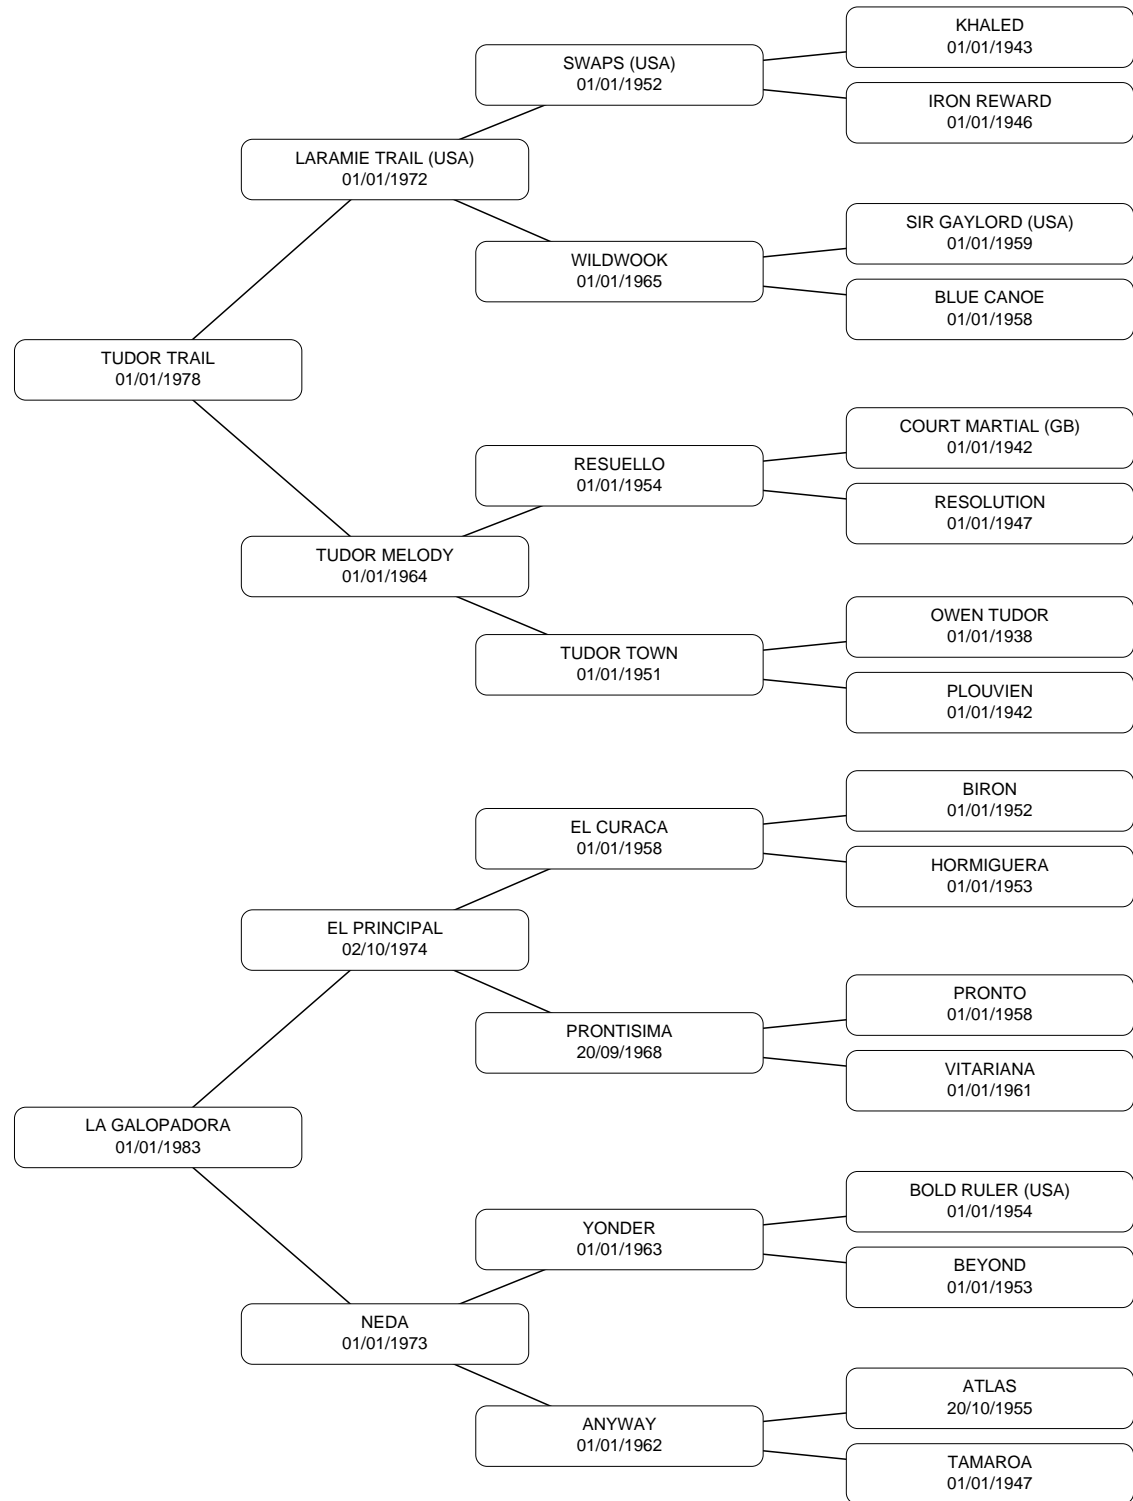 KHALED
01/01/1943
SWAPS (USA)
01/01/1952
IRON REWARD
01/01/1946
LARAMIE TRAIL (USA)
01/01/1972
SIR GAYLORD (USA)
01/01/1959
WILDWOOK
01/01/1965
BLUE CANOE
01/01/1958
TUDOR TRAIL
01/01/1978
COURT MARTIAL (GB)
01/01/1942
RESUELLO
01/01/1954
RESOLUTION
01/01/1947
TUDOR MELODY
01/01/1964
OWEN TUDOR
01/01/1938
TUDOR TOWN
01/01/1951
PLOUVIEN
01/01/1942
BIRON
01/01/1952
EL CURACA
01/01/1958
HORMIGUERA
01/01/1953
EL PRINCIPAL
02/10/1974
PRONTO
01/01/1958
PRONTISIMA
20/09/1968
VITARIANA
01/01/1961
LA GALOPADORA
01/01/1983
BOLD RULER (USA)
01/01/1954
YONDER
01/01/1963
BEYOND
01/01/1953
NEDA
01/01/1973
ATLAS
20/10/1955
ANYWAY
01/01/1962
TAMAROA
01/01/1947